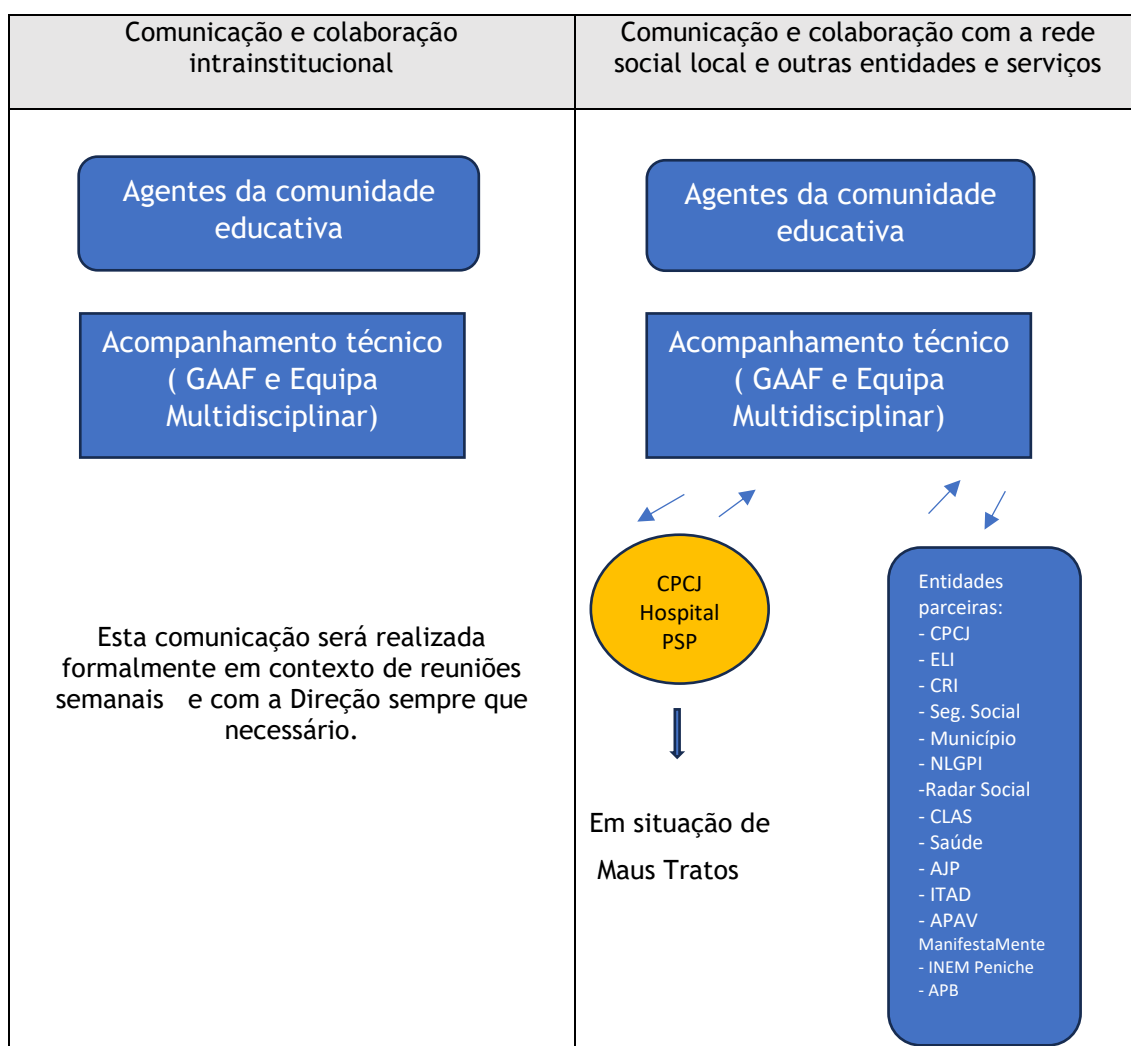 Comunicação e colaboração
intrainstitucional
Comunicação e colaboração com a rede
social local e outras entidades e serviços
Agentes da comunidade
educativa
Acompanhamento técnico
( GAAF e Equipa
Multidisciplinar)
Esta comunicação será realizada
formalmente em contexto de reuniões
semanais e com a Direção sempre que
necessário.
Agentes da comunidade
educativa
Acompanhamento técnico
( GAAF e Equipa
Multidisciplinar)
CPCJ
Hospital
PSP
Em situação de
Maus Tratos
Entidades
parceiras:
- CPCJ
- ELI
- CRI
- Seg. Social
- Município
- NLGPI
-Radar Social
- CLAS
- Saúde
- AJP
- ITAD
- APAV
ManifestaMente
- INEM Peniche
- APB